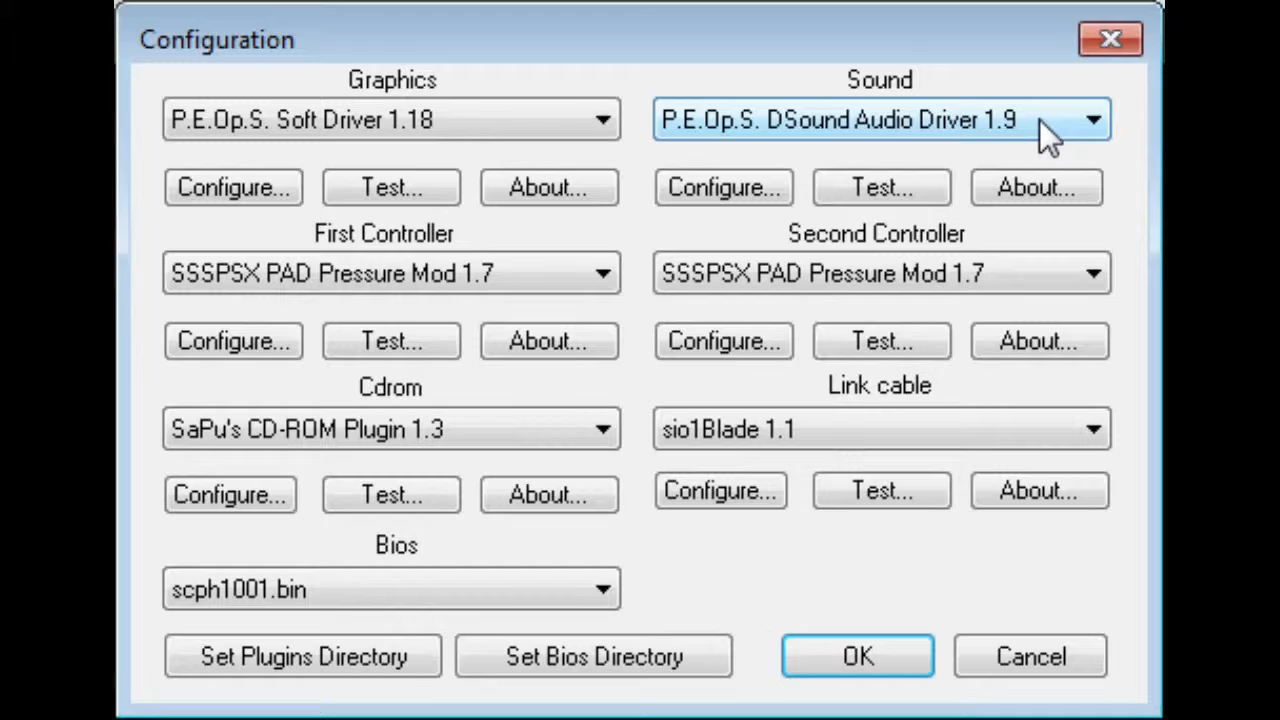 Configuration
Graphics
Sound
P.E.Op.S. Soft Driver 1.18
P.E.Op.S. DSound Audio Driver 1.9
Configure...
Test...
About...
Configure...
Test...
About...
First Controller
Second Controller
SSSPSX PAD Pressure Mod 1.7
SSSPSX PAD Pressure Mod 1.7
Configure...
Test...
About...
Configure...
Test...
About...
Cdrom
Link cable
SaPu's CD-ROM Plugin 1.3
sio1Blade 1.1
Configure...
Test...
About...
Configure...
Test...
About...
Bios
scph1001.bin
Set Plugins Directory
Set Bios Directory
OK
Cancel